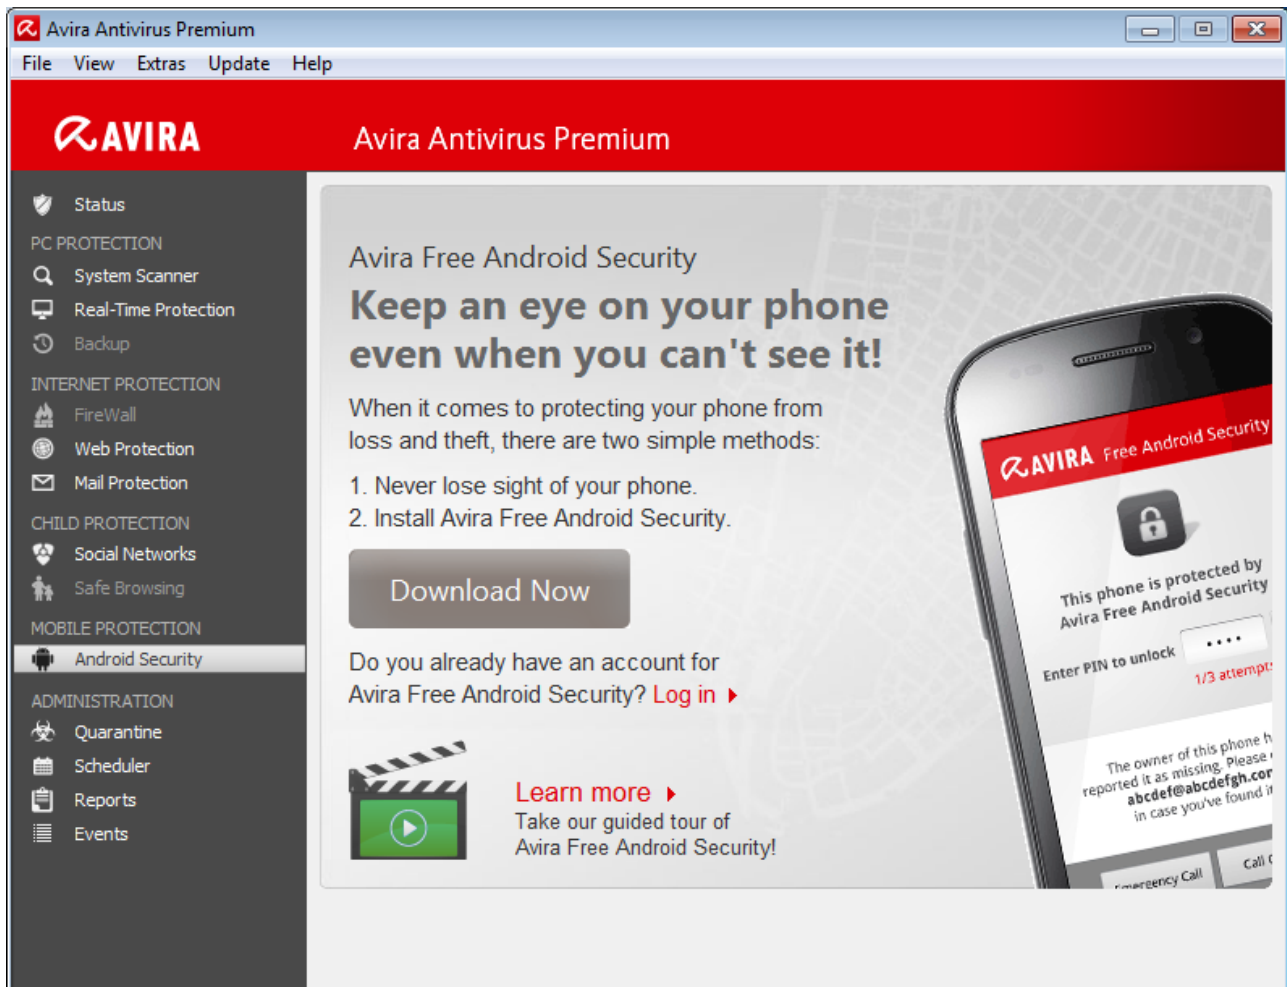 Avira Antivirus Premium
File View Extras Update Help
AVIRA
Avira Antivirus Premium
Status
PC PROTECTION
System Scanner
Real-Time Protection
Backup
INTERNET PROTECTION
FireWall
Web Protection
Mail Protection
CHILD PROTECTION
Social Networks
Safe Browsing
MOBILE PROTECTION
Android Security
ADMINISTRATION
Quarantine
Scheduler
Reports
Events
Avira Free Android Security
Keep an eye on your phone
even when you can't see it!
When it comes to protecting your phone from
loss and theft, there are two simple methods:
1. Never lose sight of your phone.
2. Install Avira Free Android Security.
Download Now
Do you already have an account for
Avira Free Android Security? Log in
Learn more
Take our guided tour of
Avira Free Android Security!
AVIRA Free Android Security
This phone is protected by
Avira Free Android Security
Enter PIN to unlock ••••
1/3 attempts
The owner of this phone
reported it as missing. Please
abcdef@abcdefgh.com
in case you've found it
Emergency Call
Call